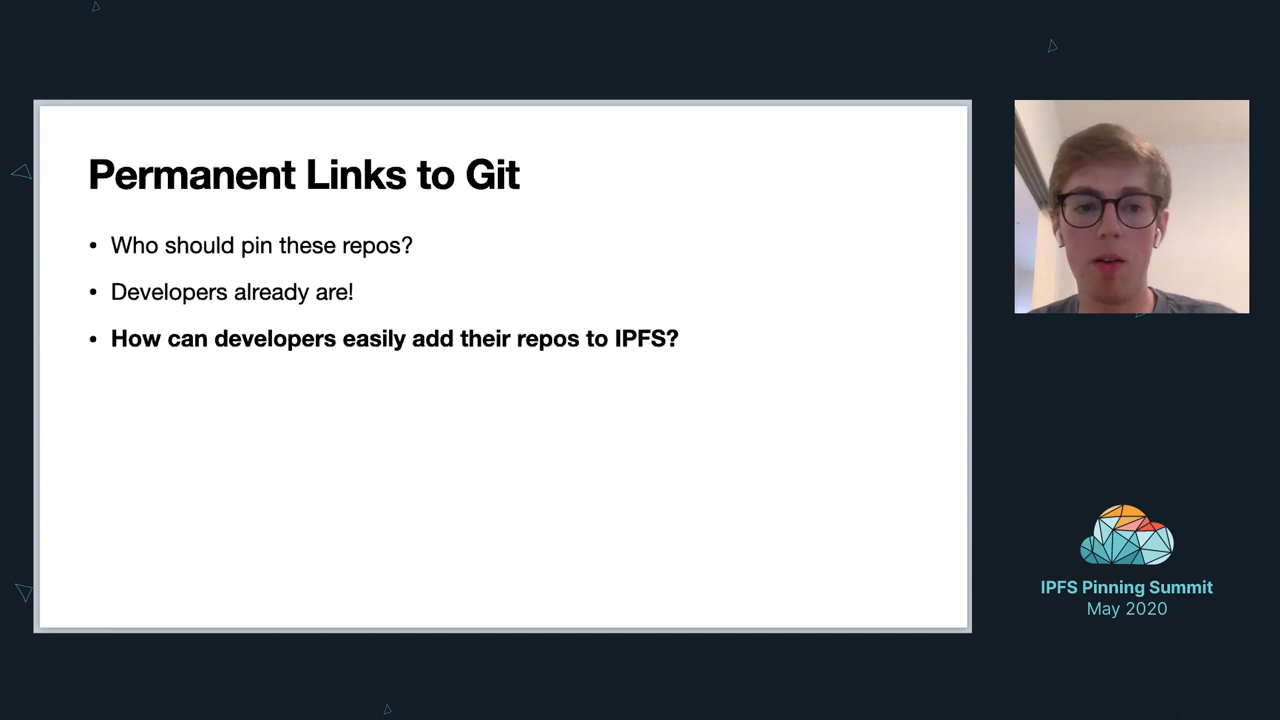 Permanent Links to Git
• Who should pin these repos?
• Developers already are!
• How can developers easily add their repos to IPFS?
IPFS Pinning Summit
May 2020